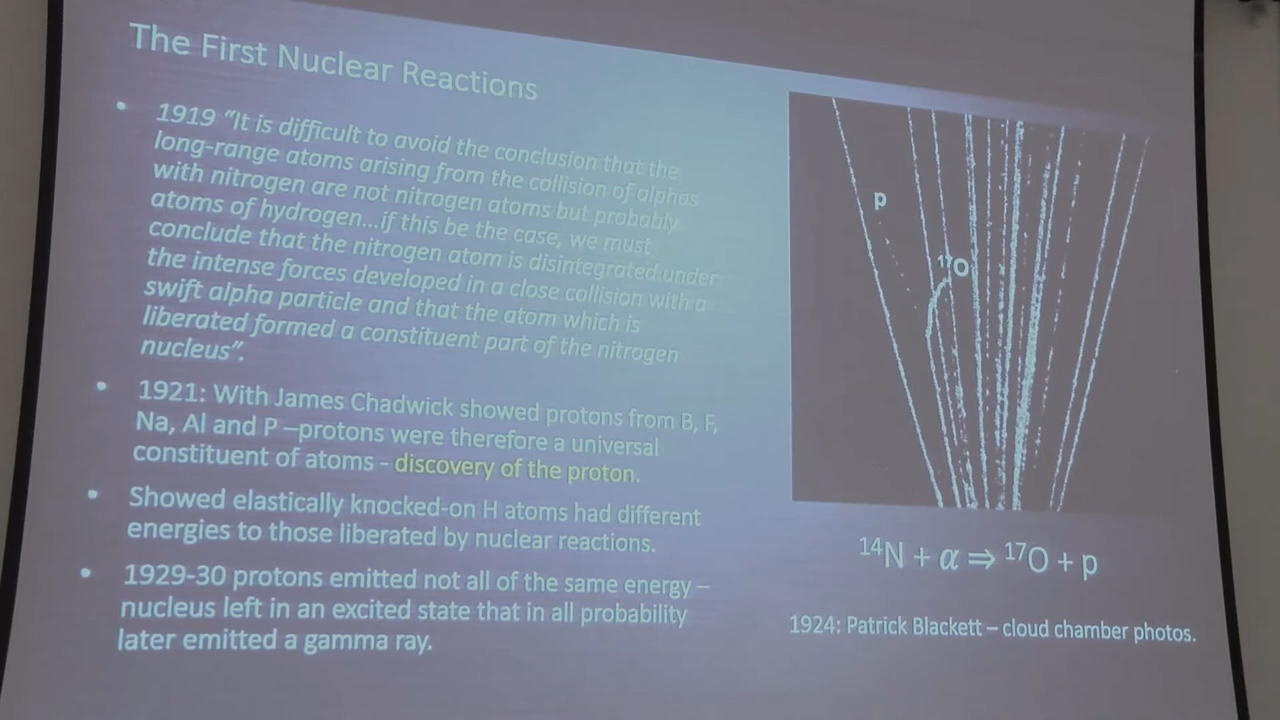 The First Nuclear Reactions
• 1919 “It is difficult to avoid the conclusion that the
long-range atoms arising from the collision of alphas
with nitrogen are not nitrogen atoms but probably
atoms of hydrogen...if this be the case, we must
conclude that the nitrogen atom is disintegrated under
the intense forces developed in a close collision with a
swift alpha particle and that the atom which is
liberated formed a constituent part of the nitrogen
nucleus”.
• 1921: With James Chadwick showed protons from B, F,
Na, Al and P –protons were therefore a universal
constituent of atoms - discovery of the proton.
• Showed elastically knocked-on H atoms had different
energies to those liberated by nuclear reactions.
• 1929-30 protons emitted not all of the same energy –
nucleus left in an excited state that in all probability
later emitted a gamma ray.
p
¹⁷O
¹⁴N + α ⇒ ¹⁷O + p
1924: Patrick Blackett – cloud chamber photos.